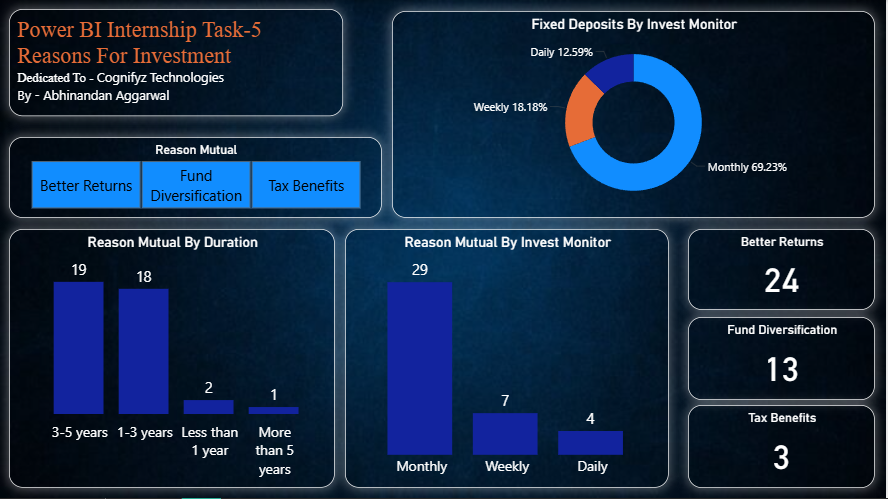 Power BI Internship Task-5
Reasons For Investment
Dedicated To - Cognifyz Technologies
By - Abhinandan Aggarwal
Fixed Deposits By Invest Monitor
Daily 12.59%
Weekly 18.18%
Monthly 69.23%
Reason Mutual
Better Returns
Fund
Diversification
Tax Benefits
Reason Mutual By Duration
19
18
2
1
3-5 years
1-3 years
Less than
1 year
More
than 5
years
Reason Mutual By Invest Monitor
29
7
4
Monthly
Weekly
Daily
Better Returns
24
Fund Diversification
13
Tax Benefits
3